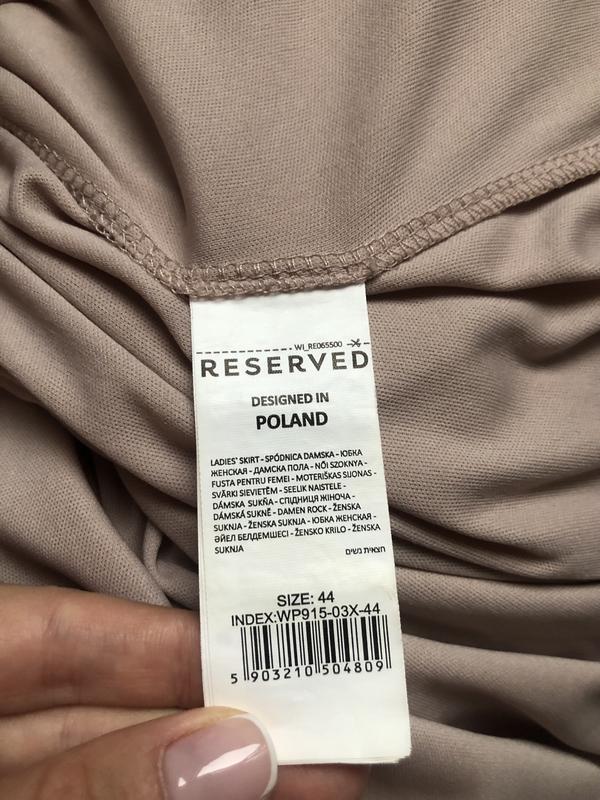 WI_RE065500
RESERVED
DESIGNED IN
POLAND
LADIES' SKIRT - SPÓDNICA DAMSKA - ЮБКА
ЖЕНСКАЯ - ДАМСКА ПОЛА - NŐI SZOKNYA -
FUSTA PENTRU FEMEI - MOTERIŠKAS SIJONAS -
SVĀRKI SIEVIETĒM - SEELIK NAISTELE -
DÁMSKA SUKŇA - СПІДНИЦЯ ЖІНОЧА -
DÁMSKÁ SUKNĚ - DAMEN ROCK - ŽENSKA
SUKNJA - ŽENSKA SUKNJA - ЮБКА ЖЕНСКАЯ -
ӘЙЕЛ БЕЛДЕМШЕСІ - ŽENSKO KRILO - ŽENSKA
SUKNJA
חצאית נשים
SIZE: 44
INDEX:WP915-03X-44
5 903210 504809